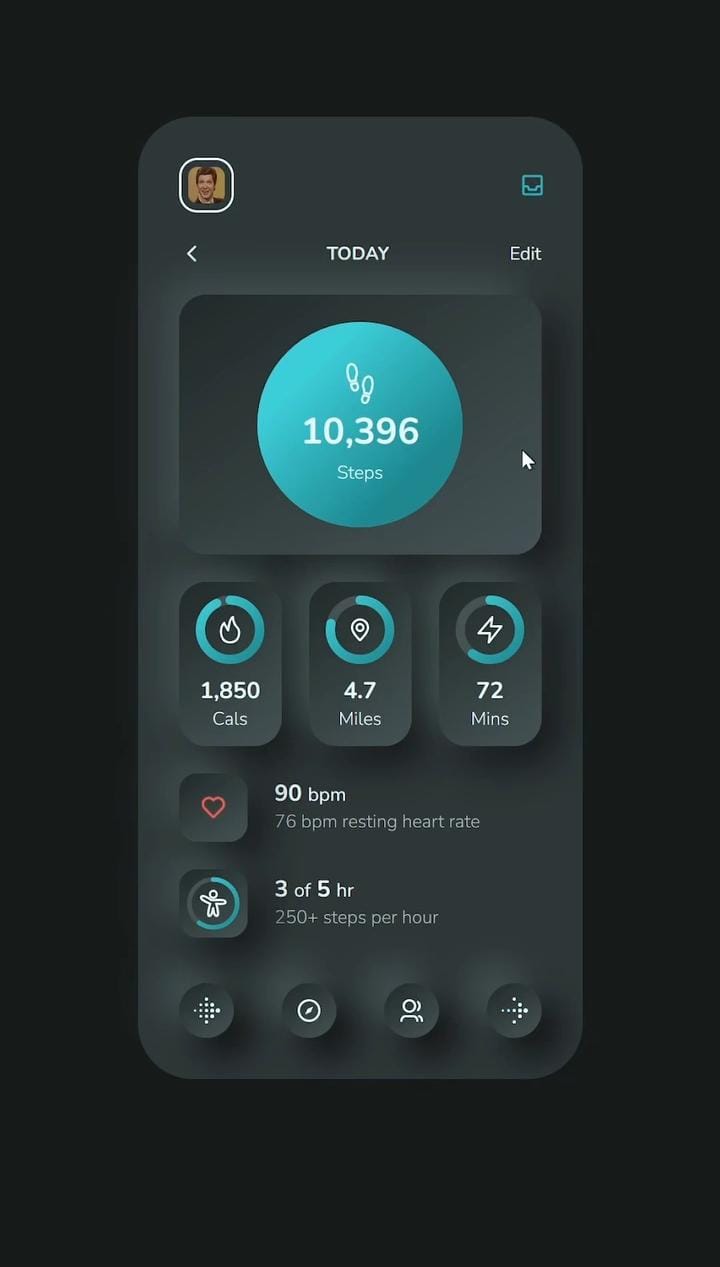 TODAY
Edit
10,396
Steps
1,850
Cals
4.7
Miles
72
Mins
90 bpm
76 bpm resting heart rate
3 of 5 hr
250+ steps per hour